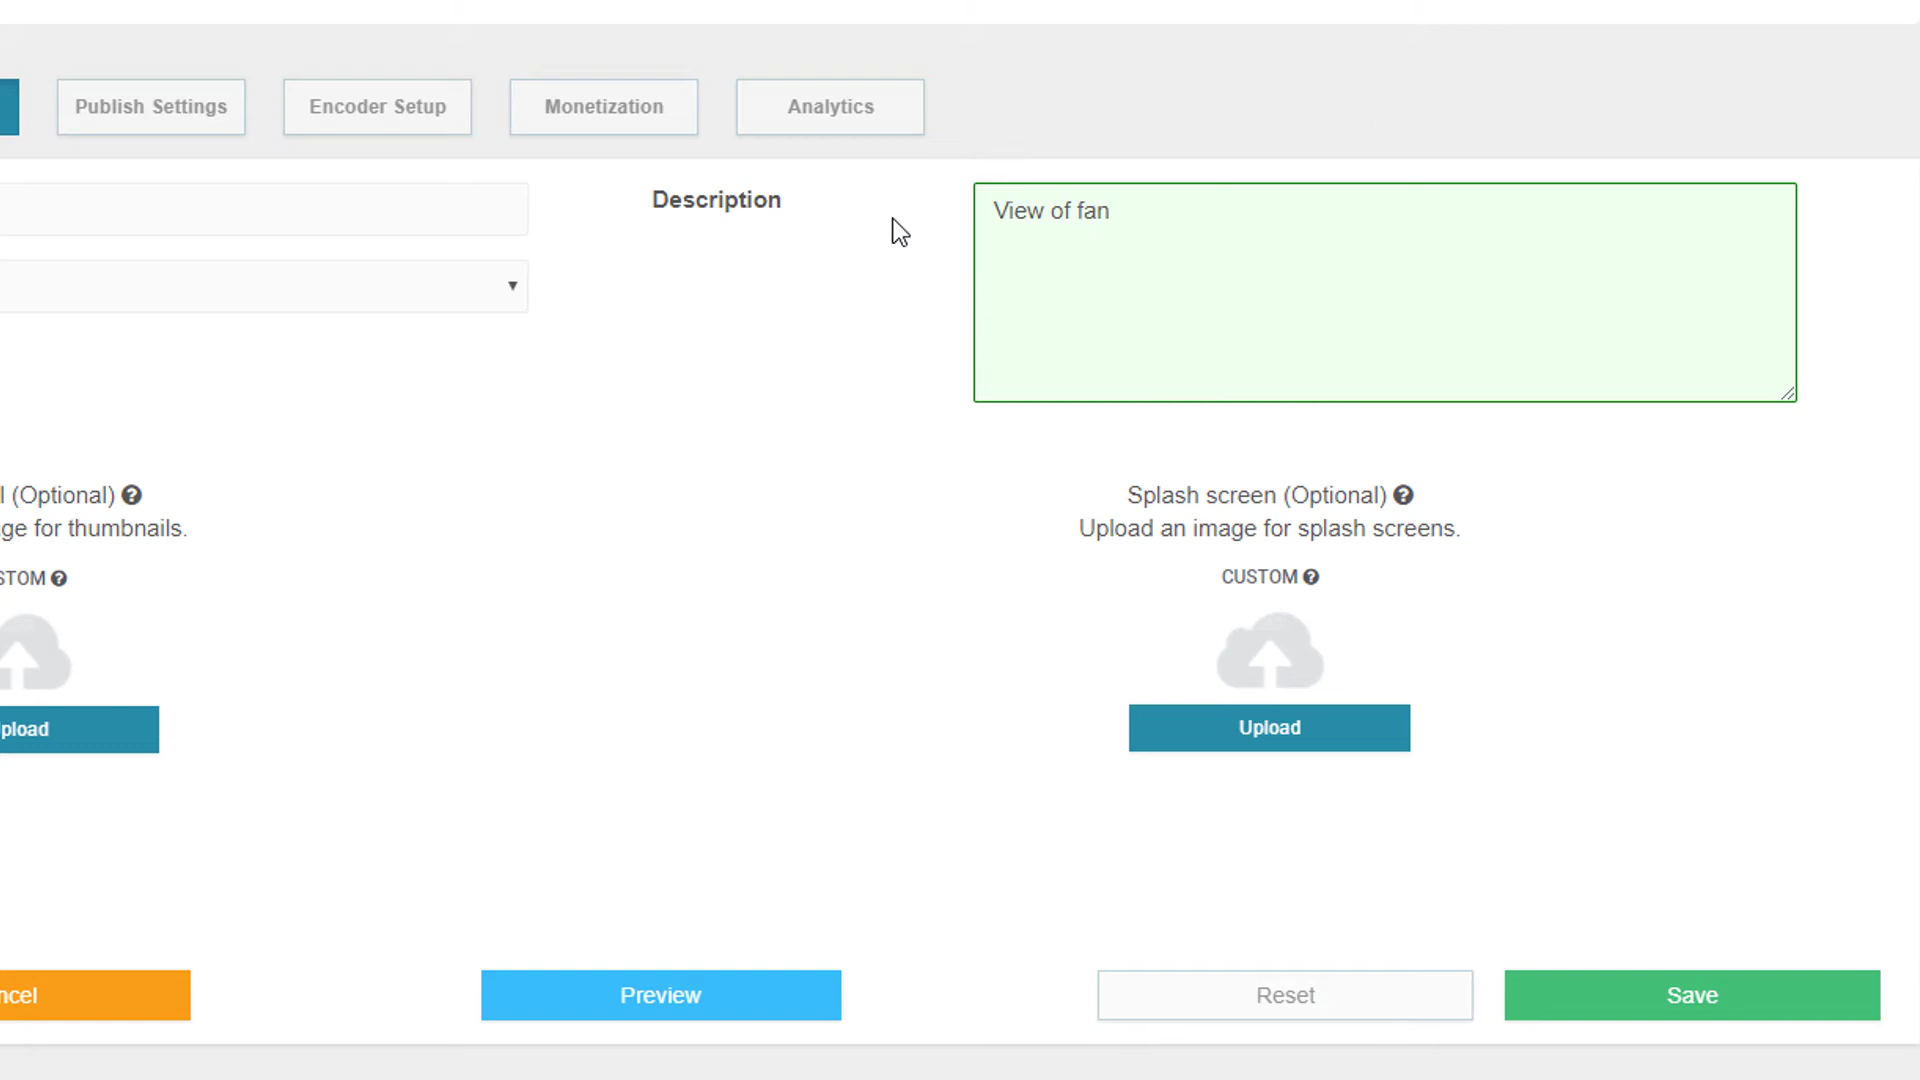 Publish Settings
Encoder Setup
Monetization
Analytics
Description
View of fan
l (Optional)
ge for thumbnails.
STOM
pload
Splash screen (Optional)
Upload an image for splash screens.
CUSTOM
Upload
ncel
Preview
Reset
Save